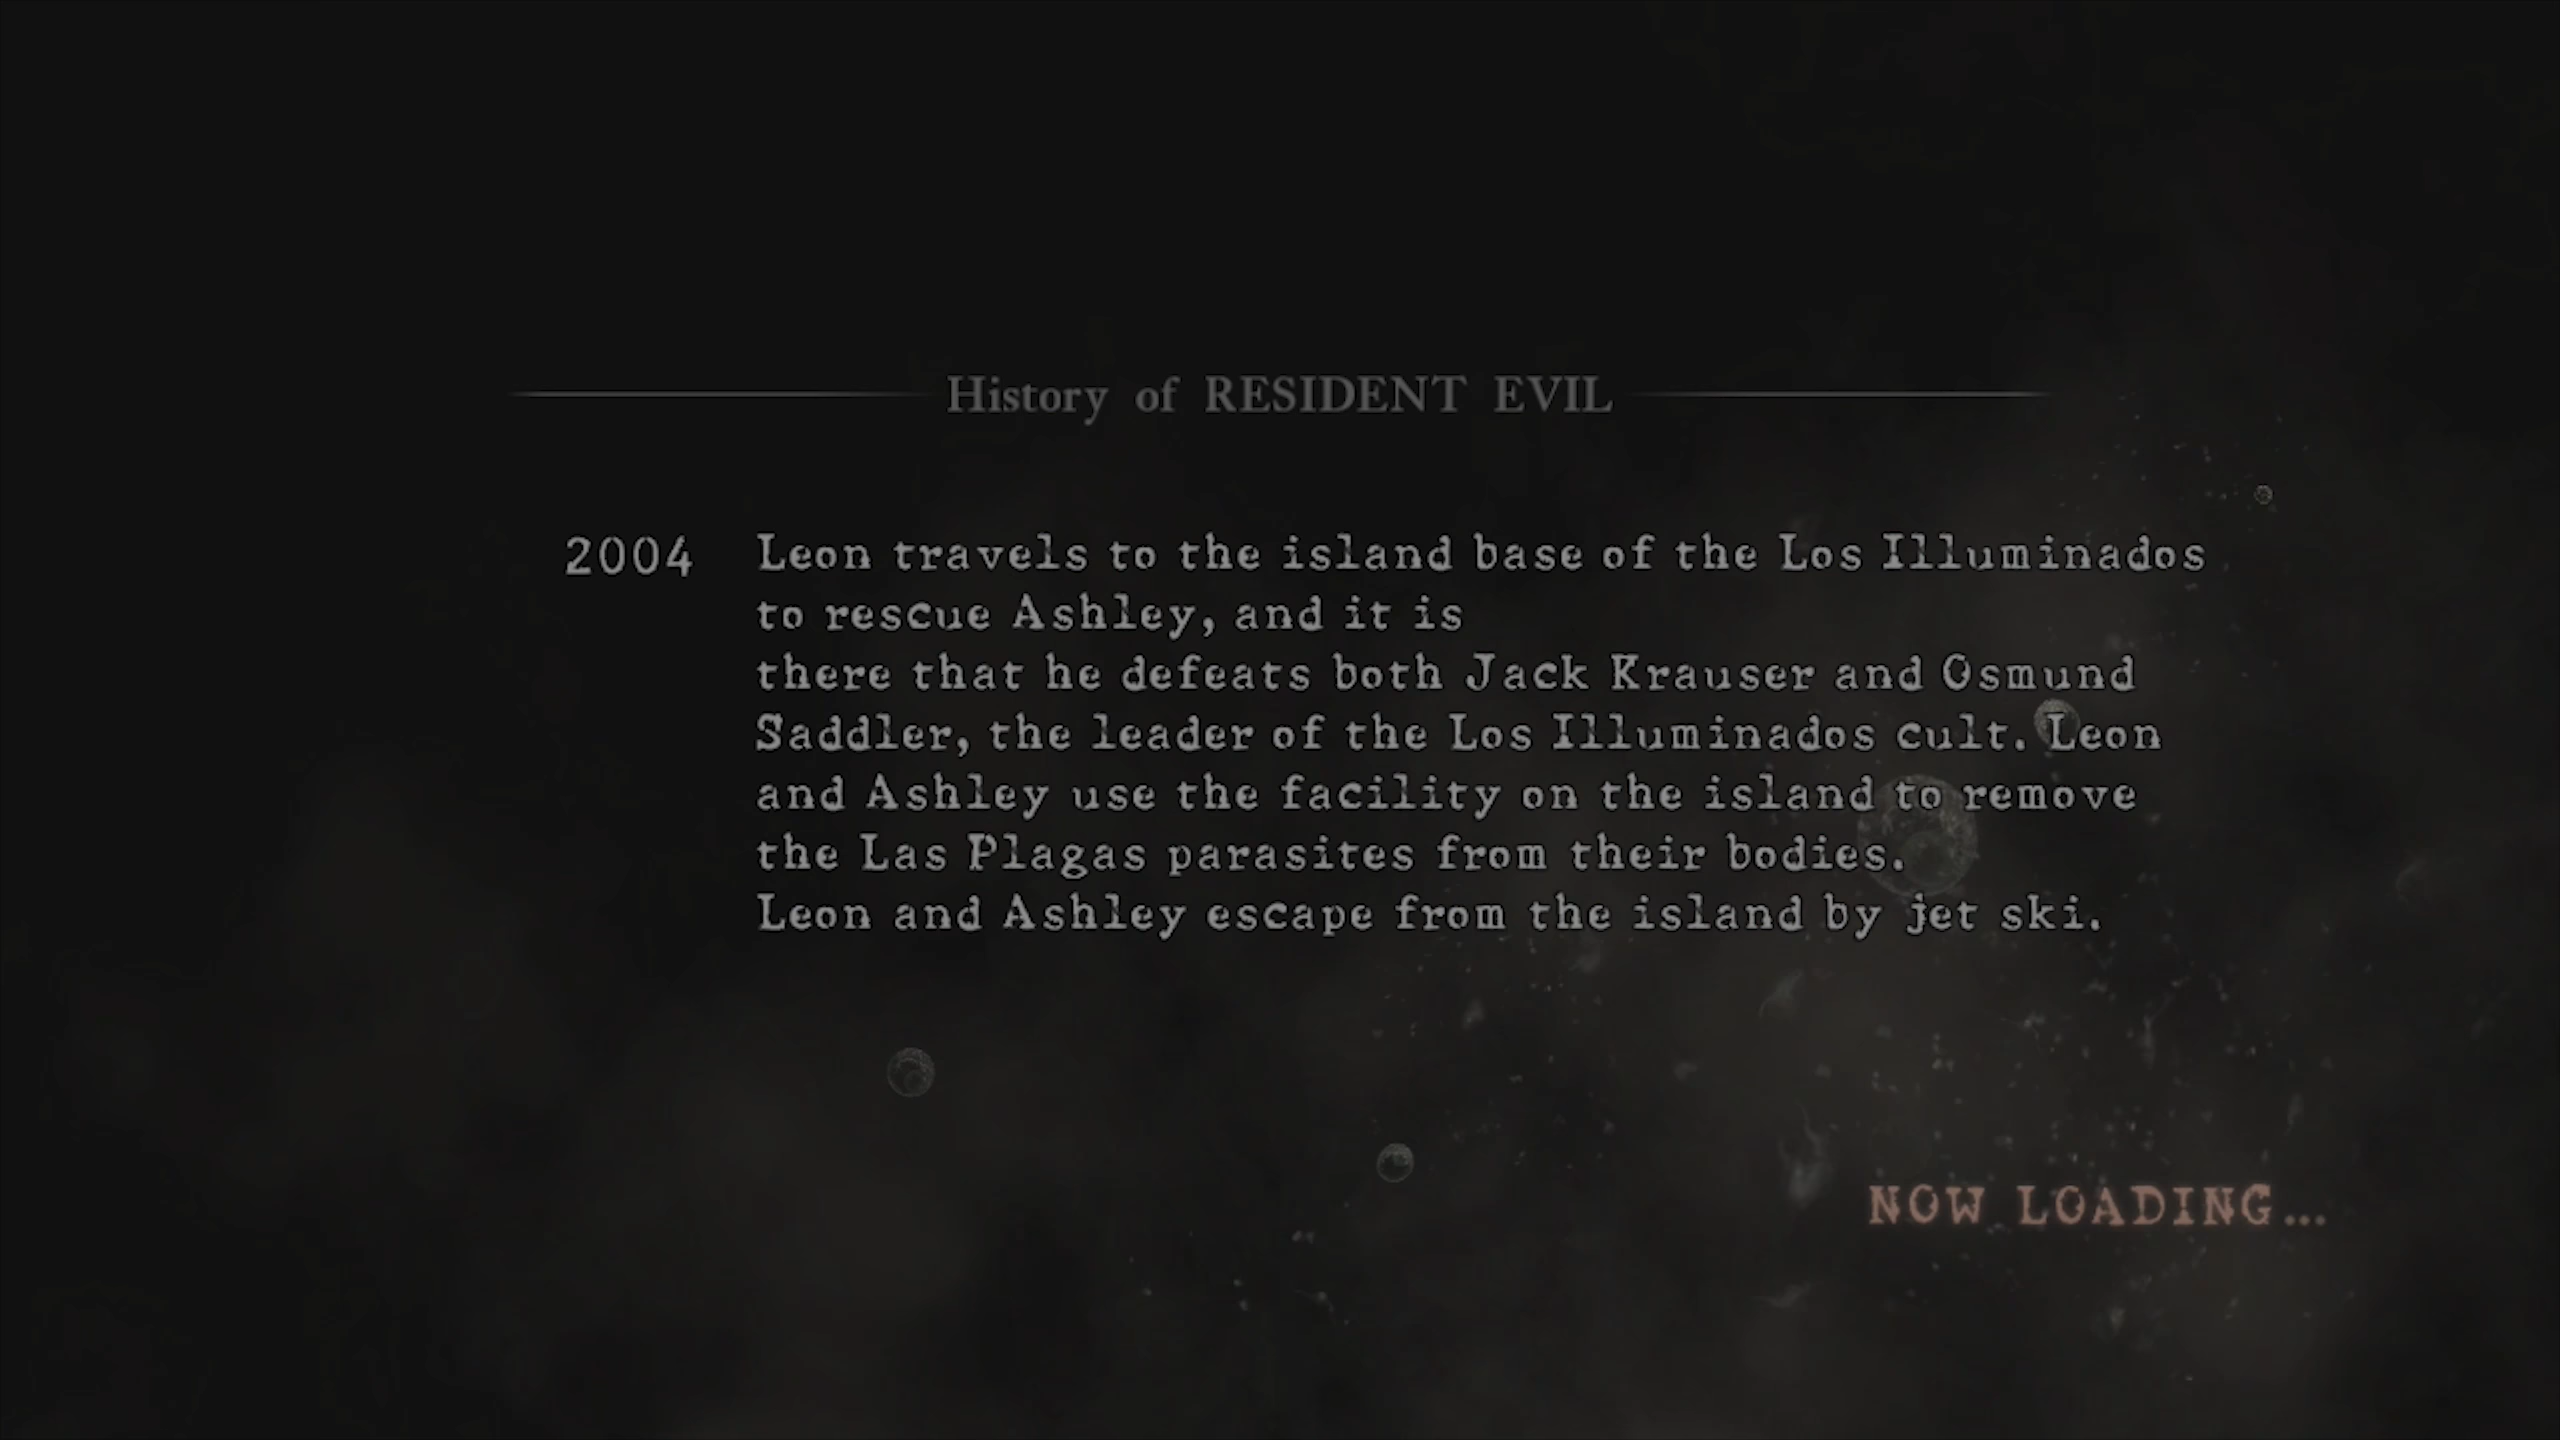 History of RESIDENT EVIL
2004 Leon travels to the island base of the Los Illuminados
to rescue Ashley, and it is
there that he defeats both Jack Krauser and Osmund
Saddler, the leader of the Los Illuminados cult. Leon
and Ashley use the facility on the island to remove
the Las Plagas parasites from their bodies.
Leon and Ashley escape from the island by jet ski.
NOW LOADING...